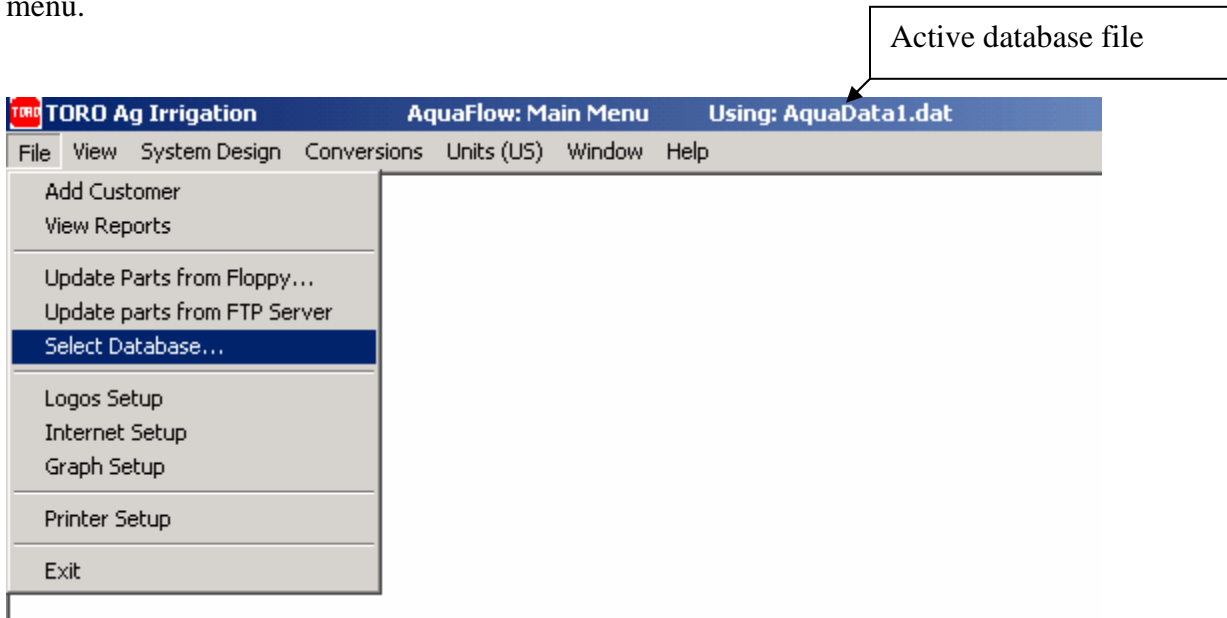 menu.
Active database file
TORO TORO Ag Irrigation AquaFlow: Main Menu Using: AquaData1.dat
File View System Design Conversions Units (US) Window Help
Add Customer
View Reports
Update Parts from Floppy...
Update parts from FTP Server
Select Database...
Logos Setup
Internet Setup
Graph Setup
Printer Setup
Exit